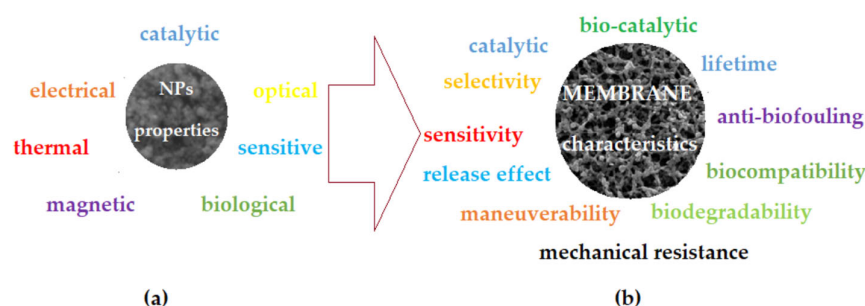 catalytic
electrical
NPs
optical
properties
thermal
sensitive
magnetic
biological
(a)
bio-catalytic
catalytic
lifetime
selectivity
MEMBRANE
anti-biofouling
sensitivity
characteristics
release effect
biocompatibility
maneuverability
biodegradability
mechanical resistance
(b)